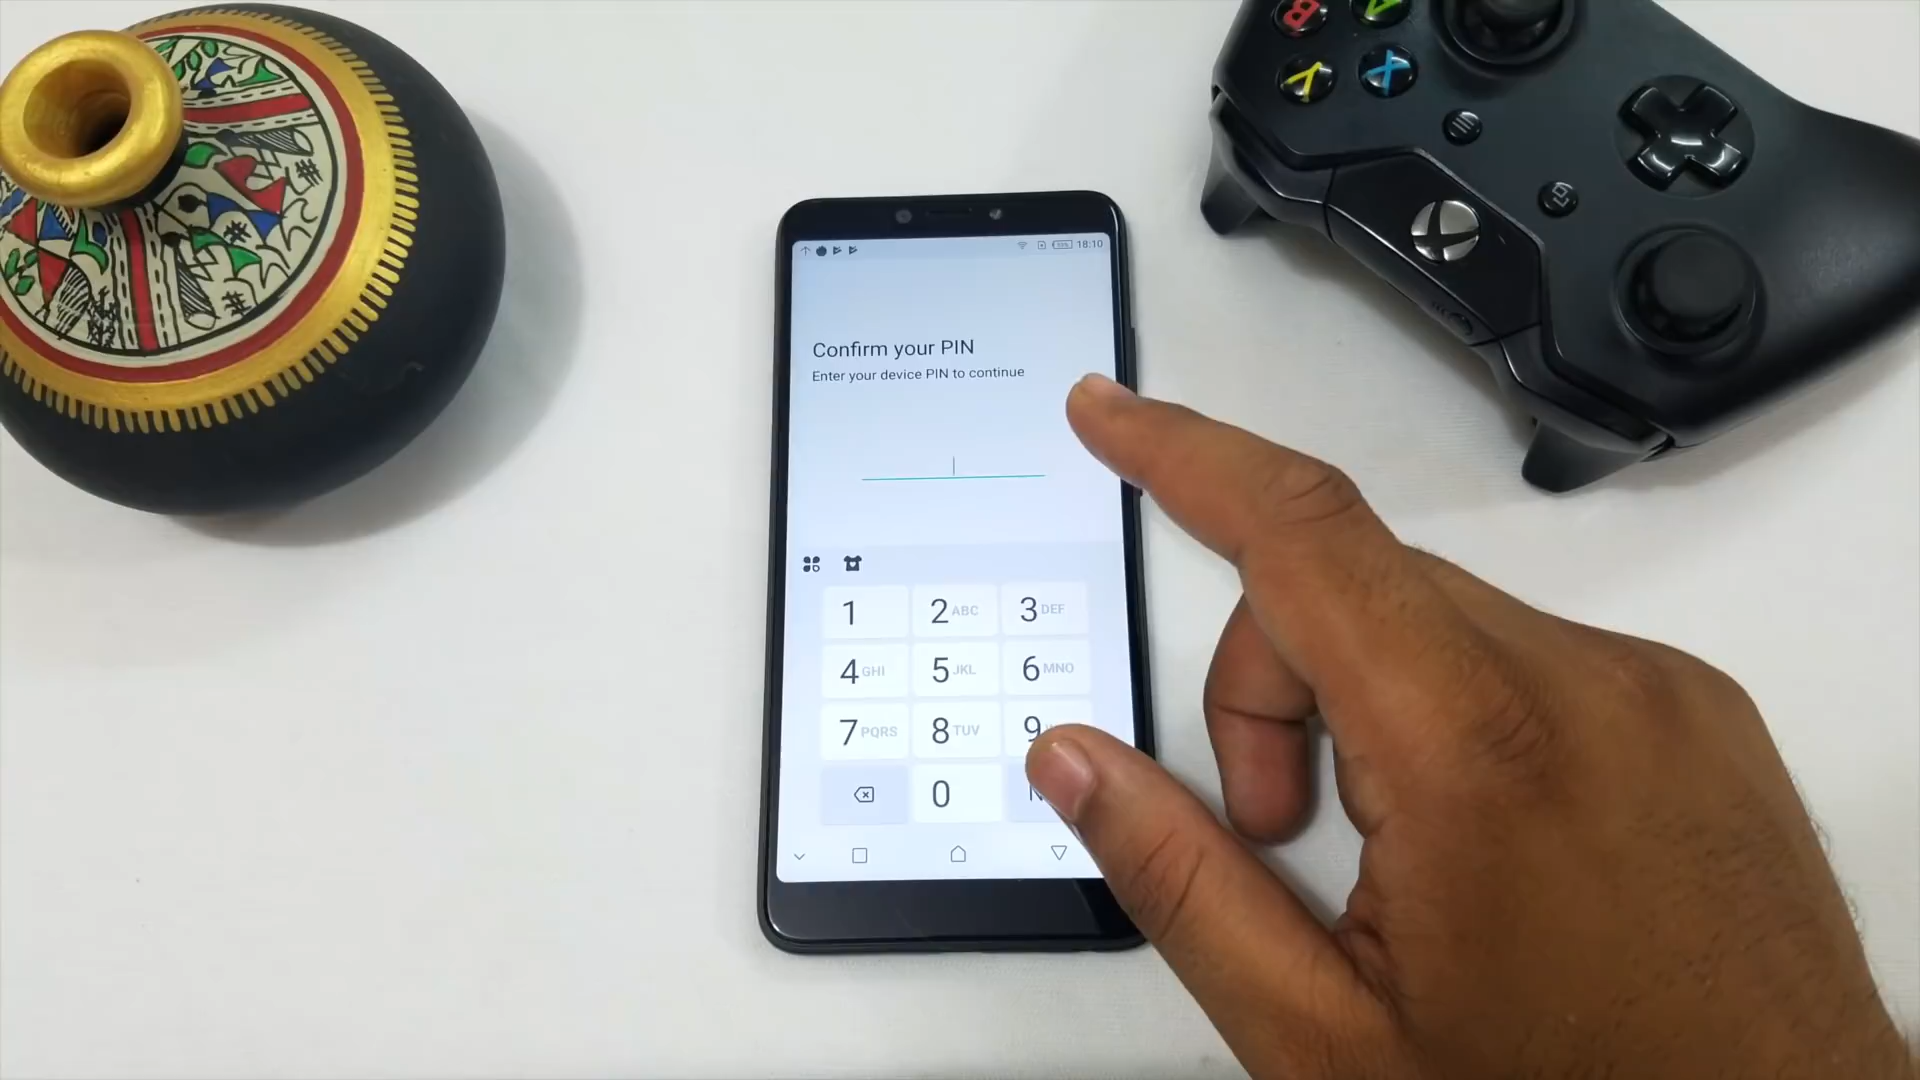 B A
Y X
18:10
Confirm your PIN
Enter your device PIN to continue
1 2 ABC 3 DEF
4 GHI 5 JKL 6 MNO
7 PQRS 8 TUV 9
0 N